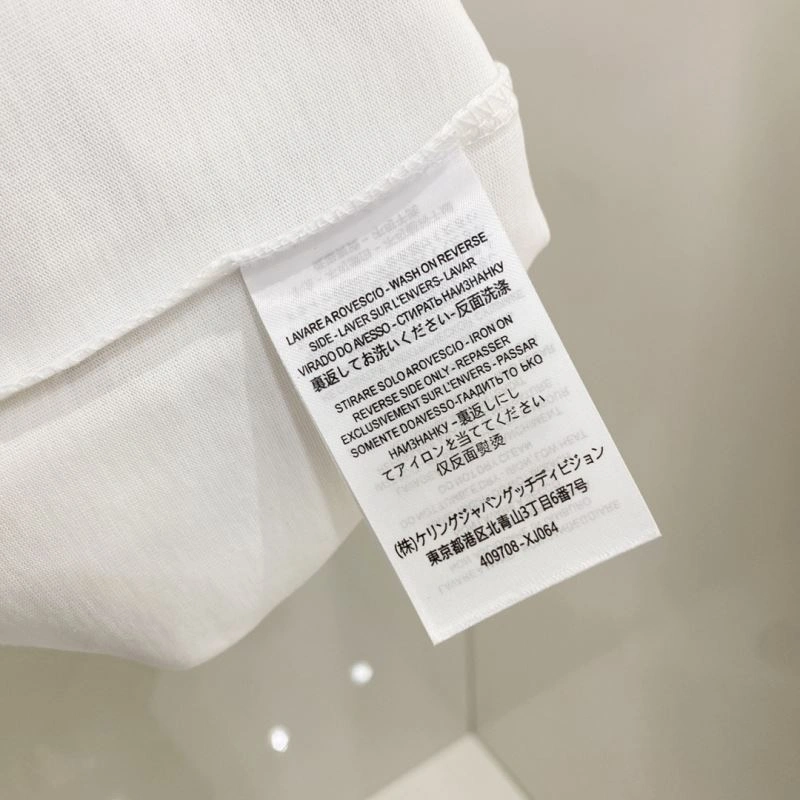 LAVARE A ROVESCIO - WASH ON REVERSE
SIDE - LAVER SUR L'ENVERS - LAVAR
VIRADO DO AVESSO - СТИРАТЬ НАИЗНАНКУ
裏返してお洗いください - 反面洗涤
STIRARE SOLO AROVESCIO - IRON ON
REVERSE SIDE ONLY - REPASSER
EXCLUSIVEMENT SUR L'ENVERS - PASSAR
SOMENTE DOAVESSO - ГААДИТЬ ТО ЬКО
НАИЗНАНКУ - 裏返しにし
てアイロンを当ててください
仅反面熨烫
(株)ケリングジャパングッチディビジョン
東京都港区北青山3丁目6番7号
409708 - XJ064